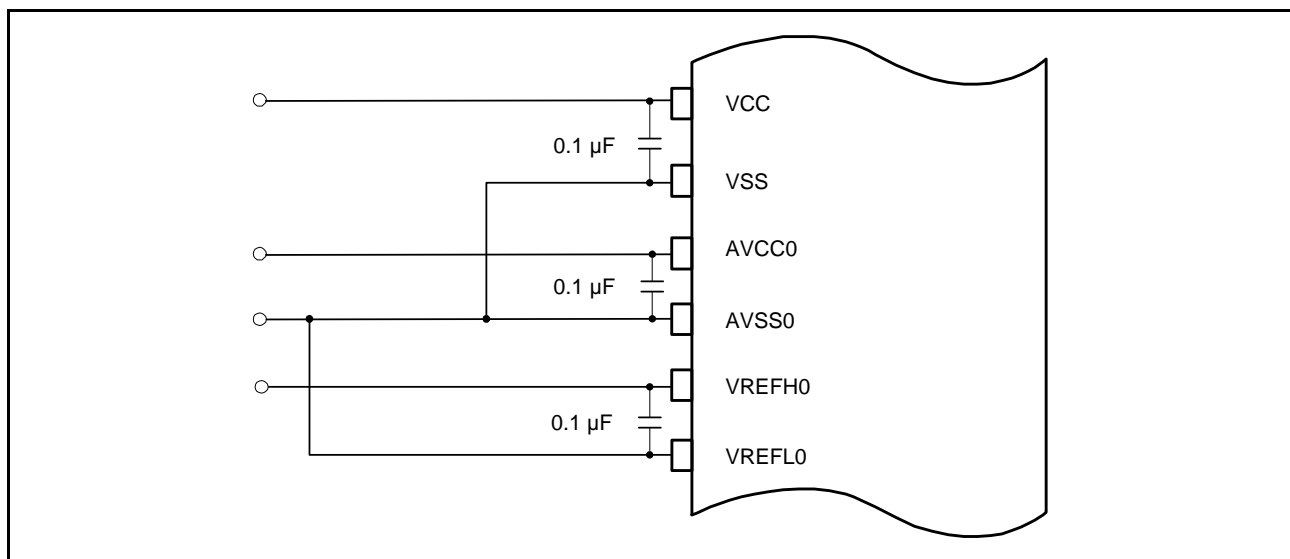 VCC
0.1 µF
VSS
AVCC0
0.1 µF
AVSS0
VREFH0
0.1 µF
VREFL0